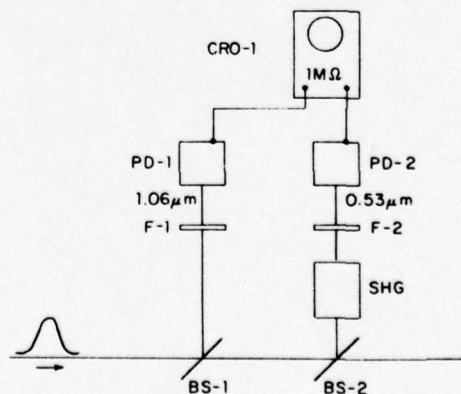 CRO-1
1MΩ
PD-1
PD-2
1.06μm
0.53μm
F-1
F-2
SHG
BS-1
BS-2